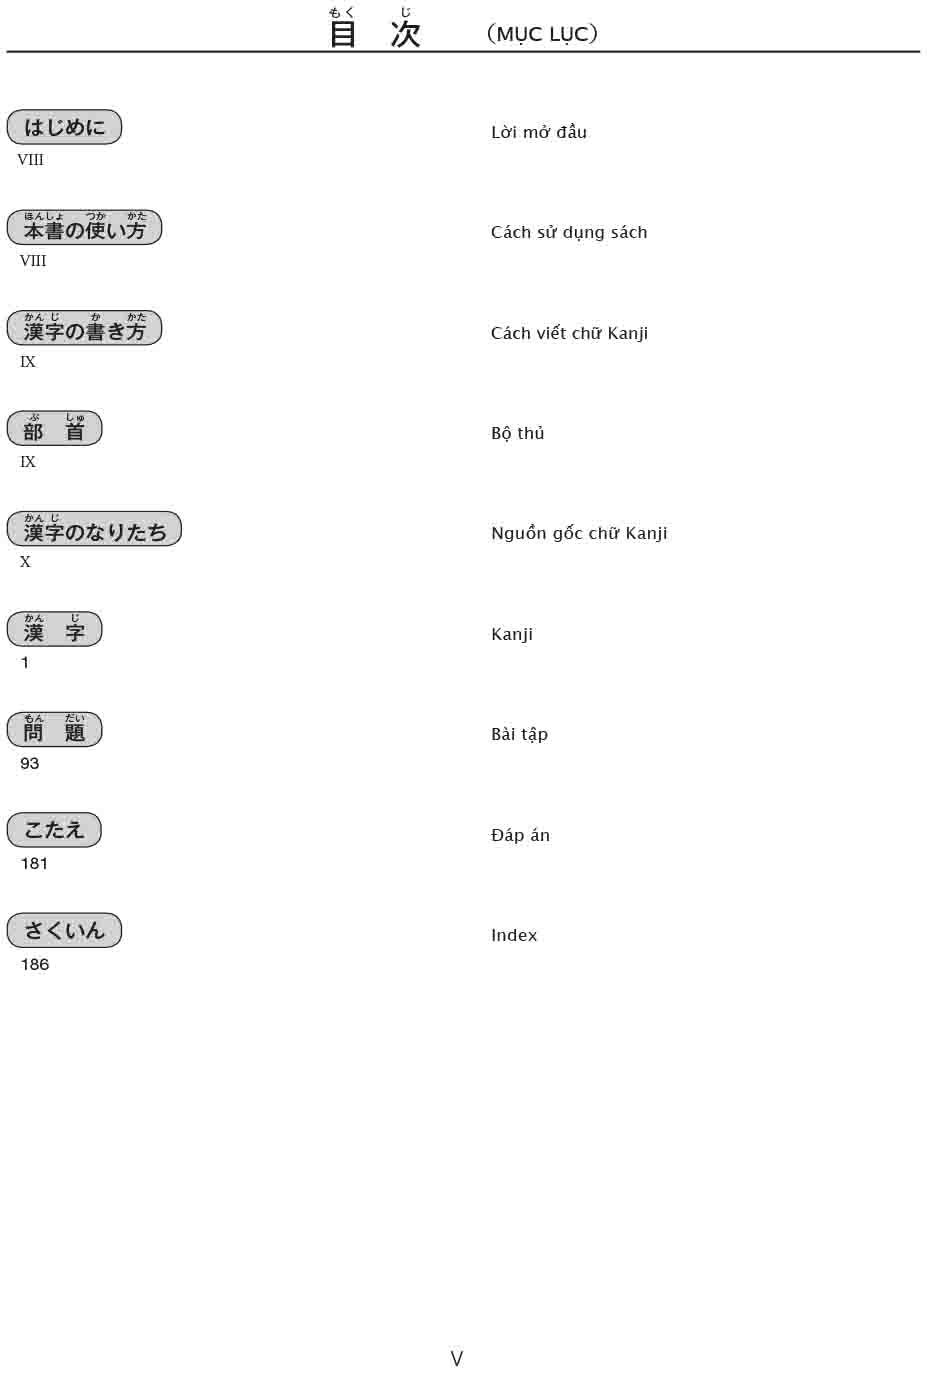 もく じ
目 次 （MỤC LỤC）
はじめに Lời mở đầu
VIII
ほんしょ つか かた
本書の使い方 Cách sử dụng sách
VIII
かん じ か かた
漢字の書き方 Cách viết chữ Kanji
IX
ぶ しゅ
部 首 Bộ thủ
IX
かん じ
漢字のなりたち Nguồn gốc chữ Kanji
X
かん じ
漢 字 Kanji
1
もん だい
問 題 Bài tập
93
こたえ Đáp án
181
さくいん Index
186
V